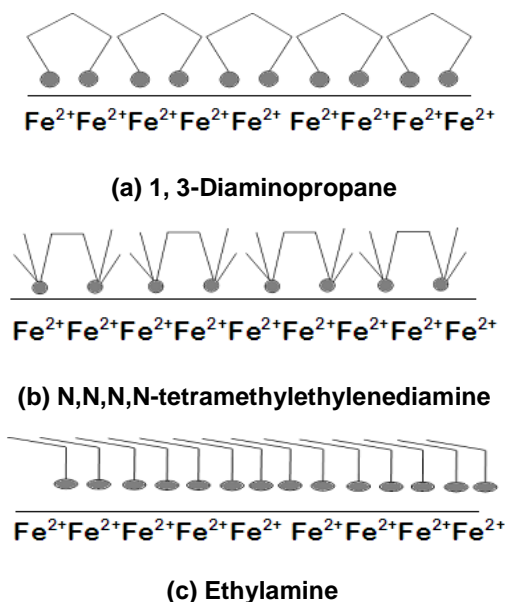 Fe²⁺Fe²⁺Fe²⁺Fe²⁺Fe²⁺ Fe²⁺Fe²⁺Fe²⁺Fe²⁺
(a) 1, 3-Diaminopropane
Fe²⁺Fe²⁺Fe²⁺Fe²⁺Fe²⁺Fe²⁺Fe²⁺Fe²⁺Fe²⁺
(b) N,N,N,N-tetramethylethylenediamine
Fe²⁺Fe²⁺Fe²⁺Fe²⁺Fe²⁺ Fe²⁺Fe²⁺Fe²⁺Fe²⁺
(c) Ethylamine